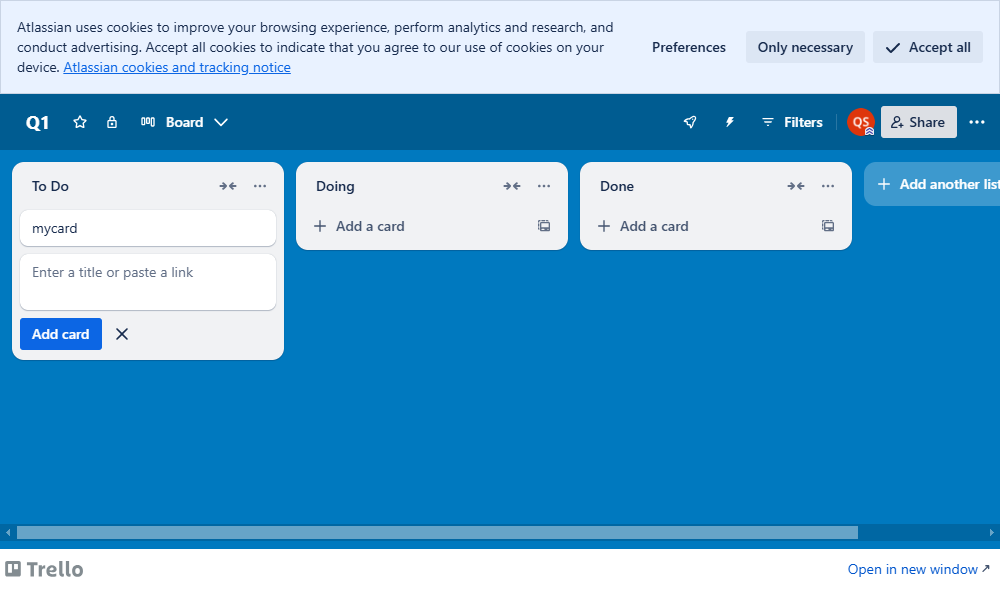 Atlassian uses cookies to improve your browsing experience, perform analytics and research, and
conduct advertising. Accept all cookies to indicate that you agree to our use of cookies on your
device. Atlassian cookies and tracking notice
Preferences
Only necessary
Accept all
Q1
Board
Filters
QS
Share
To Do
mycard
Enter a title or paste a link
Add card
Doing
Add a card
Done
Add a card
Add another list
Trello
Open in new window